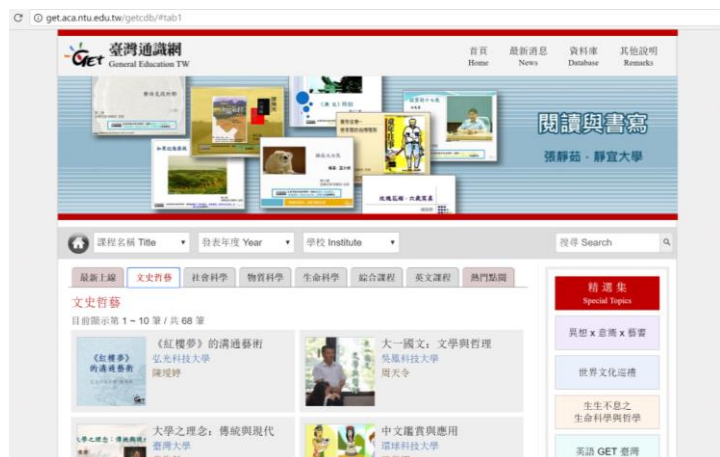 get.aca.ntu.edu.tw/getcdb/#tab1
GET 臺灣通識網
General Education TW
首頁 最新消息 資料庫 其他說明
Home News Database Remarks
閱讀與書寫
張靜茹 - 靜宜大學
玫瑰花園
課程名稱 Title
發表年度 Year
學校 Institute
搜尋 Search
最新上線 文史哲藝 社會科學 物質科學 生命科學 綜合課程 英文課程 熱門點閱
文史哲藝
目前顯示第 1 ~ 10 筆 / 共 68 筆
《紅樓夢》
的溝通藝術
《紅樓夢》的溝通藝術
弘光科技大學
陳瑷婷
大一國文：文學與哲理
吳鳳科技大學
周天令
大學之理念：傳統與現代
臺灣大學
中文鑑賞與應用
環球科技大學
精選集
Special Topics
異想 x 意識 x 藝響
世界文化巡禮
生生不息之
生命科學與哲學
英語 GET 臺灣